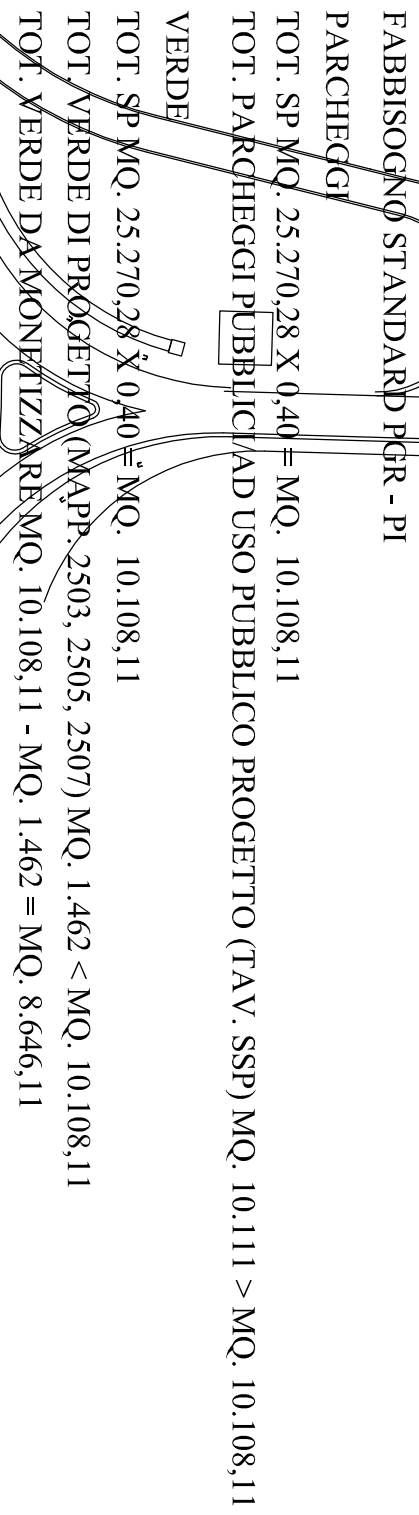 FABBISOGNO STANDARD PGR - PI
PARCHEGGI
TOT. SP MQ. 25.270,28 X 0,40 = MQ. 10.108,11
TOT. PARCHEGGI PUBBLICI AD USO PUBBLICO PROGETTO (TAV. SSP) MQ. 10.111 > MQ. 10.108,11
VERDE
TOT. SP MQ. 25.270,28 X 0,40 = MQ. 10.108,11
TOT. VERDE DI PROGETTO (MAPP. 2503, 2505, 2507) MQ. 1.462 < MQ. 10.108,11
TOT. VERDE DA MONETIZZARE MQ. 10.108,11 - MQ. 1.462 = MQ. 8.646,11